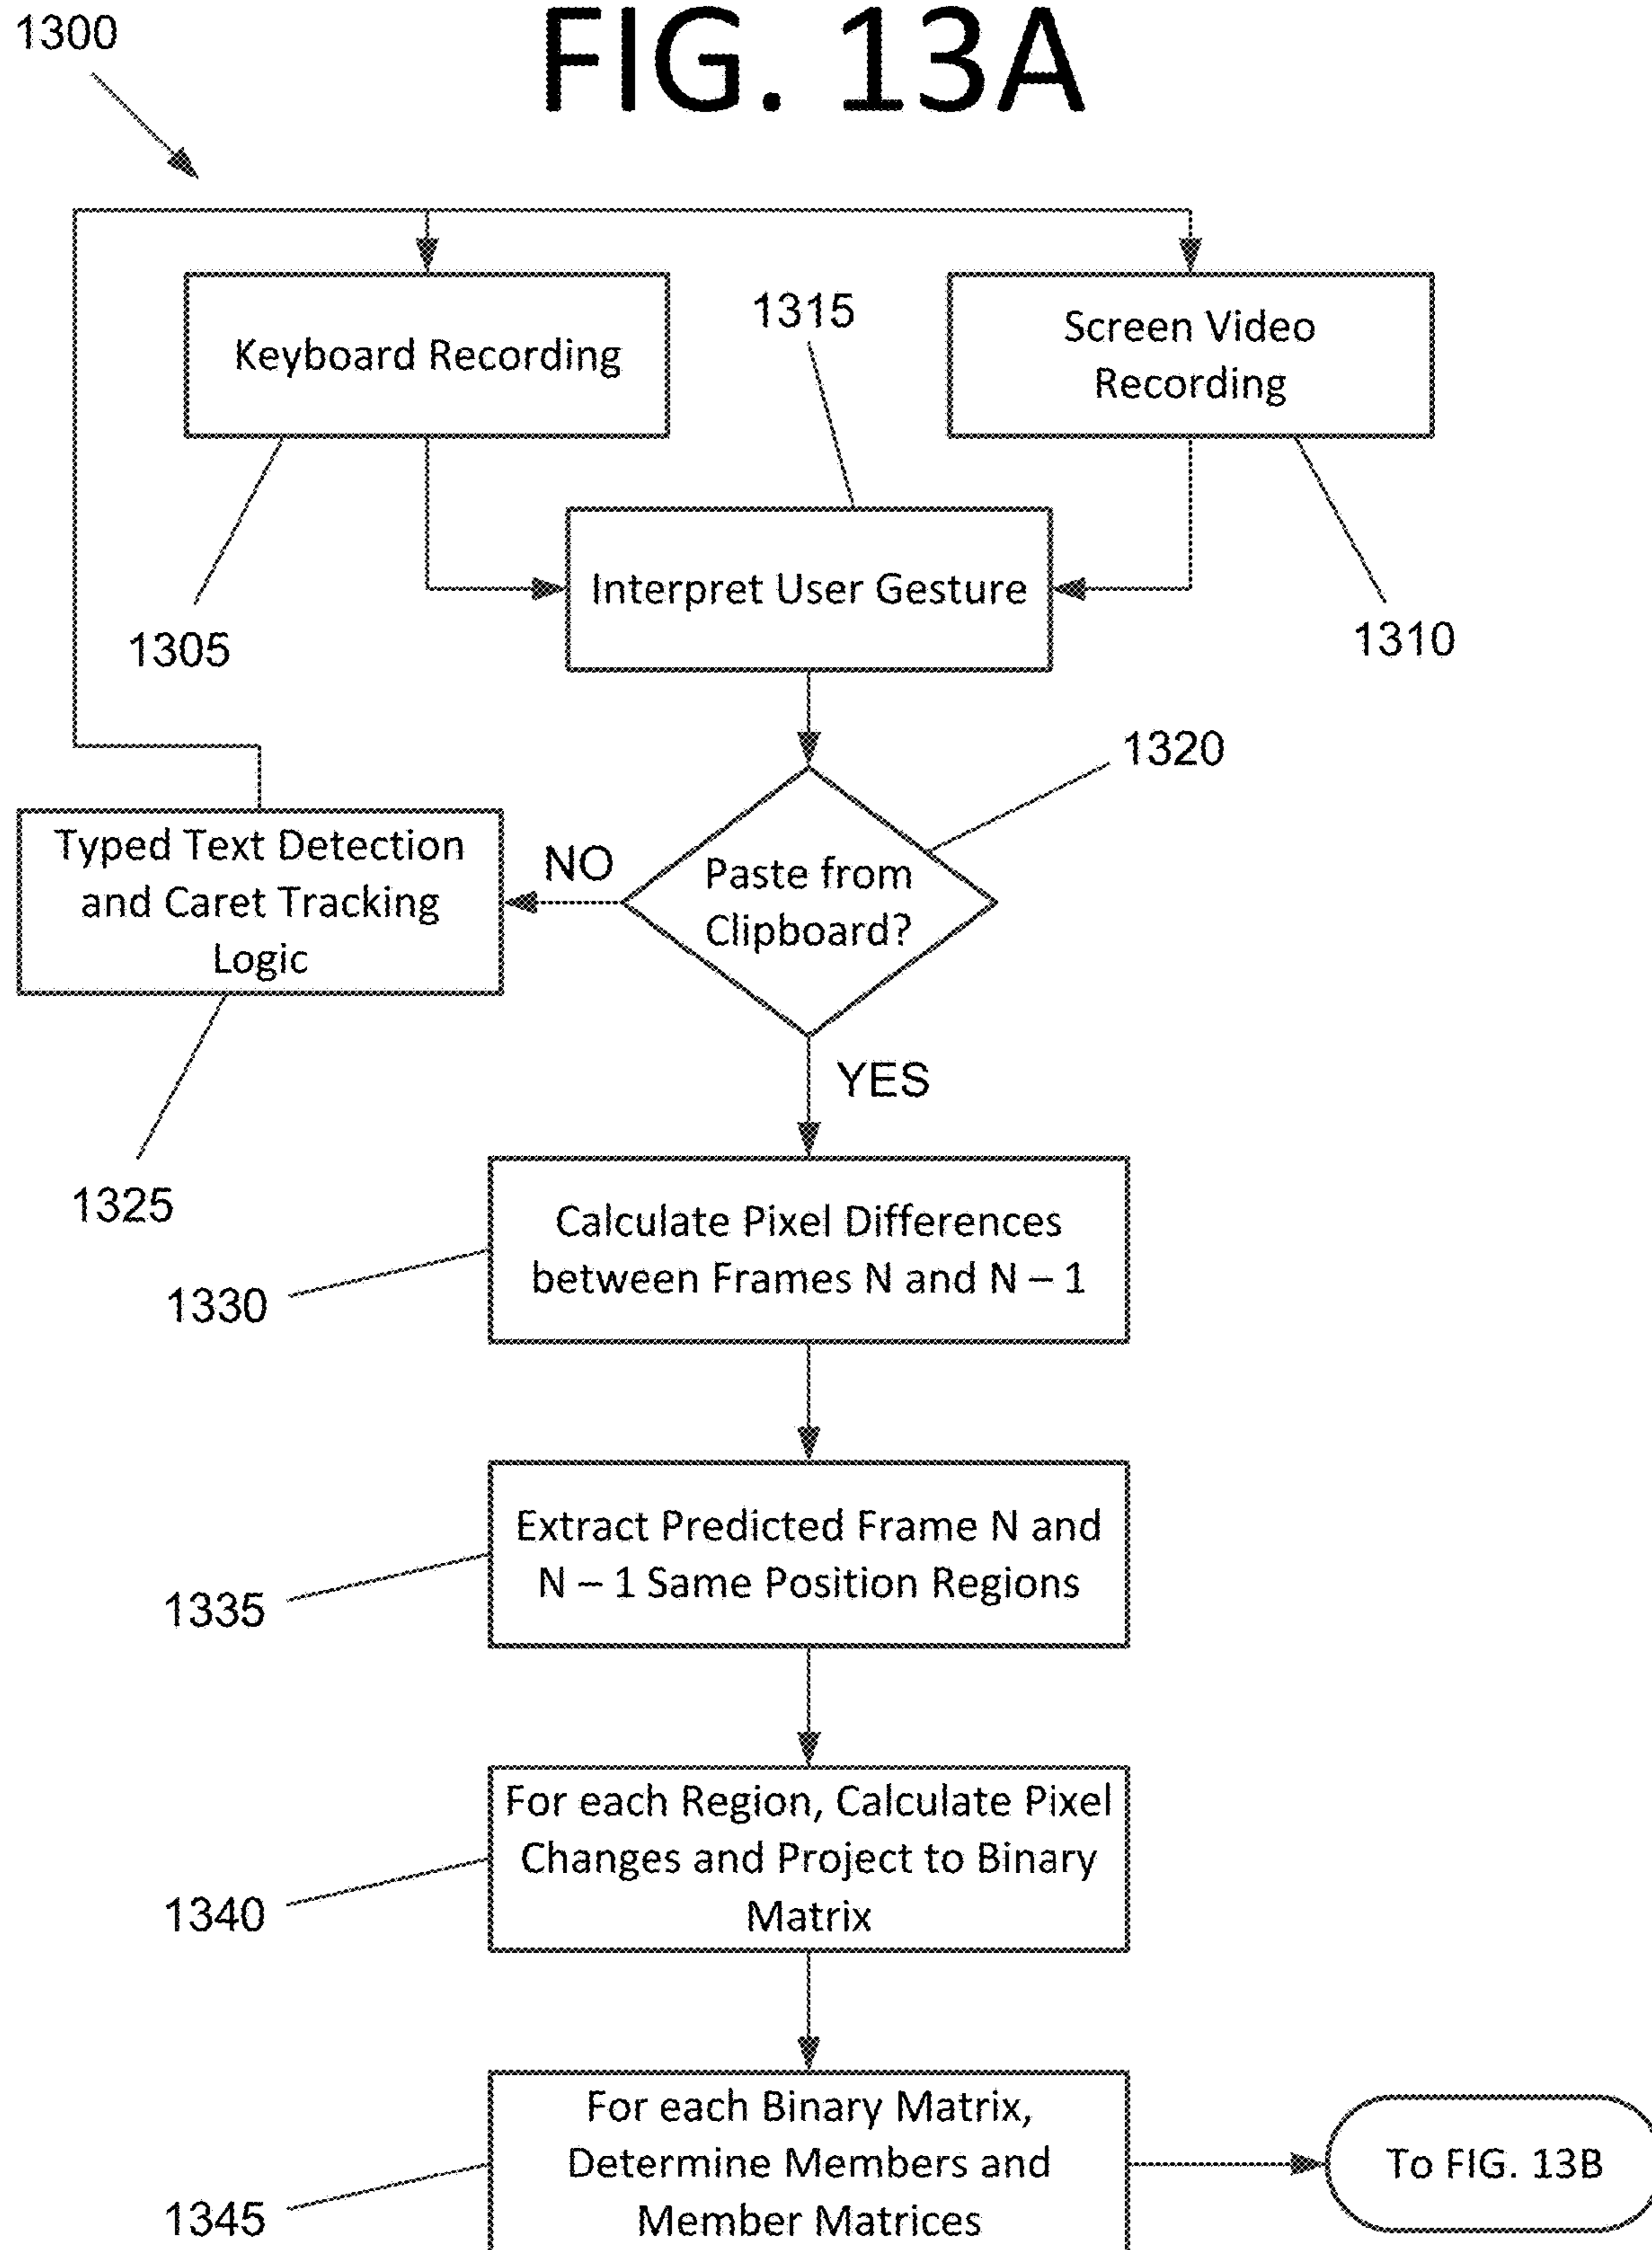 1300
FIG. 13A
Keyboard Recording
1315
Screen Video
Recording
Interpret User Gesture
1305
1310
1320
Typed Text Detection
and Caret Tracking
Logic
NO
Paste from
Clipboard?
YES
1325
Calculate Pixel Differences
between Frames N and N – 1
1330
Extract Predicted Frame N and
N – 1 Same Position Regions
1335
For each Region, Calculate Pixel
Changes and Project to Binary
Matrix
1340
For each Binary Matrix,
Determine Members and
Member Matrices
1345
To FIG. 13B